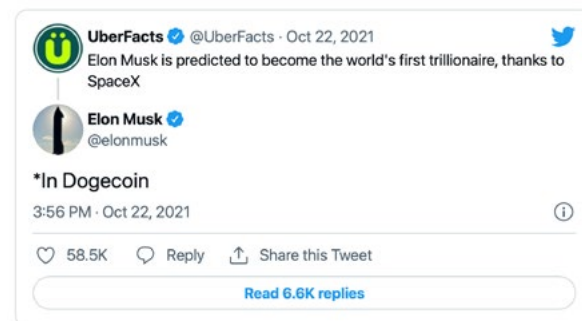 UberFacts @UberFacts · Oct 22, 2021
Elon Musk is predicted to become the world's first trillionaire, thanks to
SpaceX
Elon Musk
@elonmusk
*In Dogecoin
3:56 PM · Oct 22, 2021
58.5K Reply Share this Tweet
Read 6.6K replies